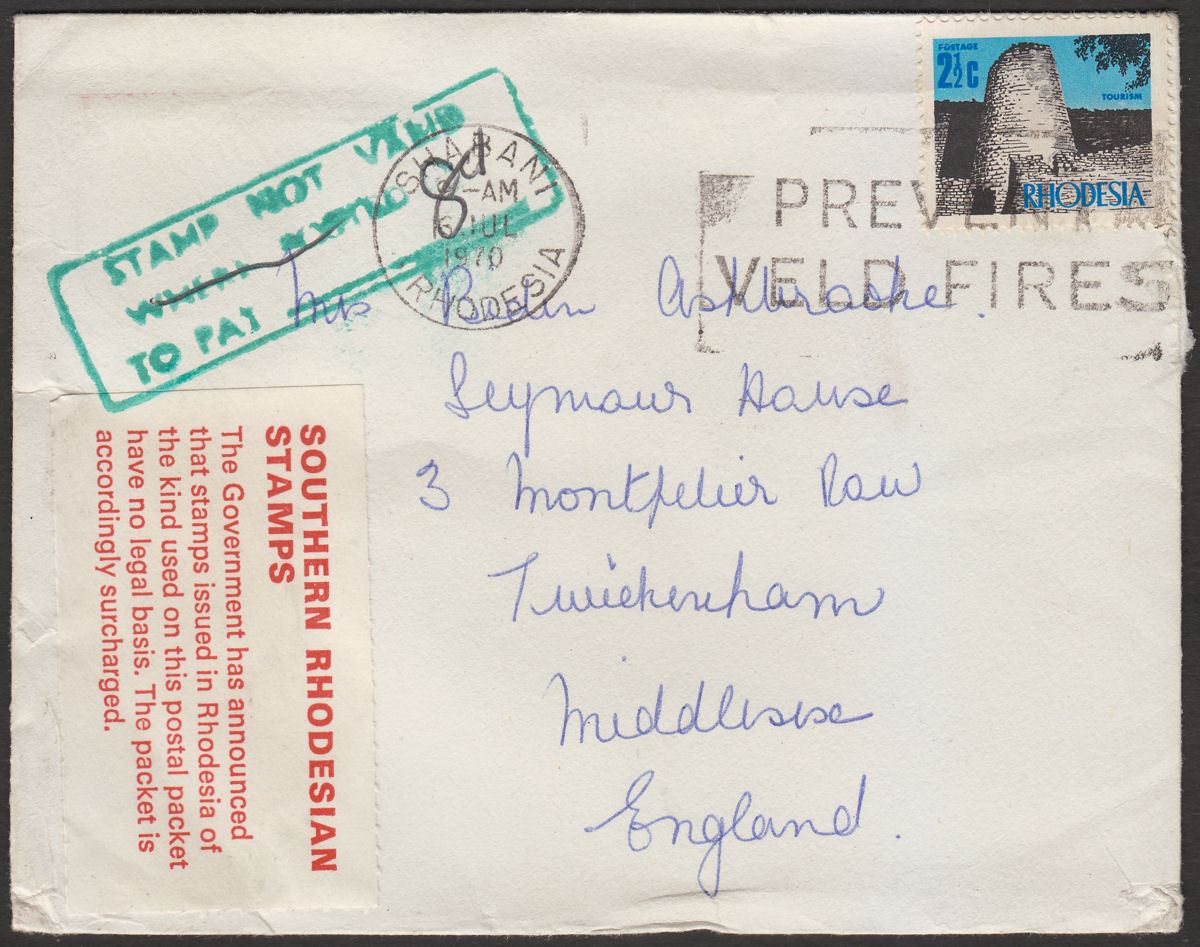 POSTAGE
2½C
TOURISM
RHODESIA
PREVENT
VELD FIRES
SHABANI
-AM
JUL
1970
RHODESIA
STAMP NOT VALID
WHERE
TO PAY
8d
Mrs
Seymour House
3 Montpelier Row
Twickenham
Middlesex
England.
SOUTHERN RHODESIAN
STAMPS
The Government has announced
that stamps issued in Rhodesia of
the kind used on this postal packet
have no legal basis. The packet is
accordingly surcharged.